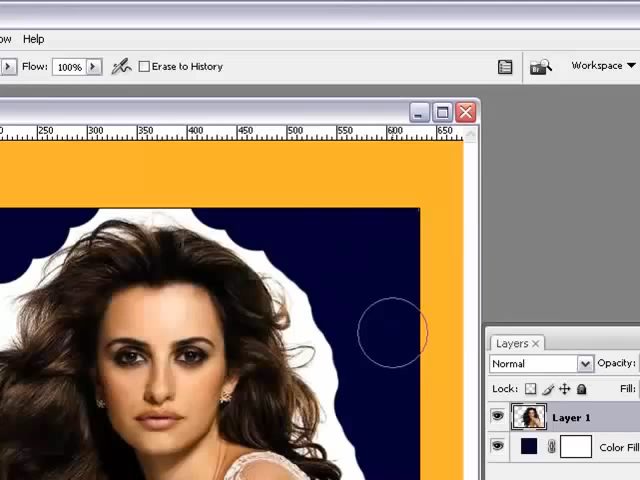 ow Help
Flow: 100% Erase to History Workspace
250 300 350 400 450 500 550 600 650
Layers
Normal Opacity:
Lock: Fill:
Layer 1
Color Fill